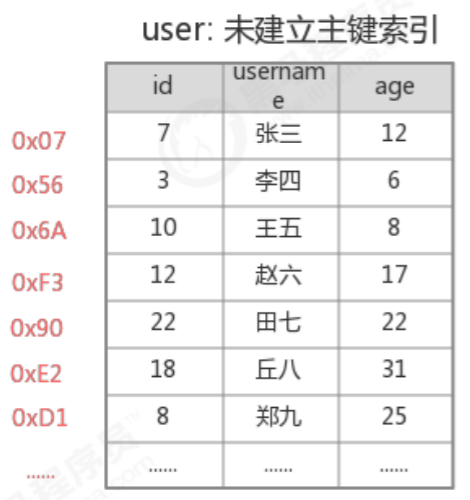 user: 未建立主键索引
id usernam
e age
0x07 7 张三 12
0x56 3 李四 6
0x6A 10 王五 8
0xF3 12 赵六 17
0x90 22 田七 22
0xE2 18 丘八 31
0xD1 8 郑九 25
...... ...... ...... ......